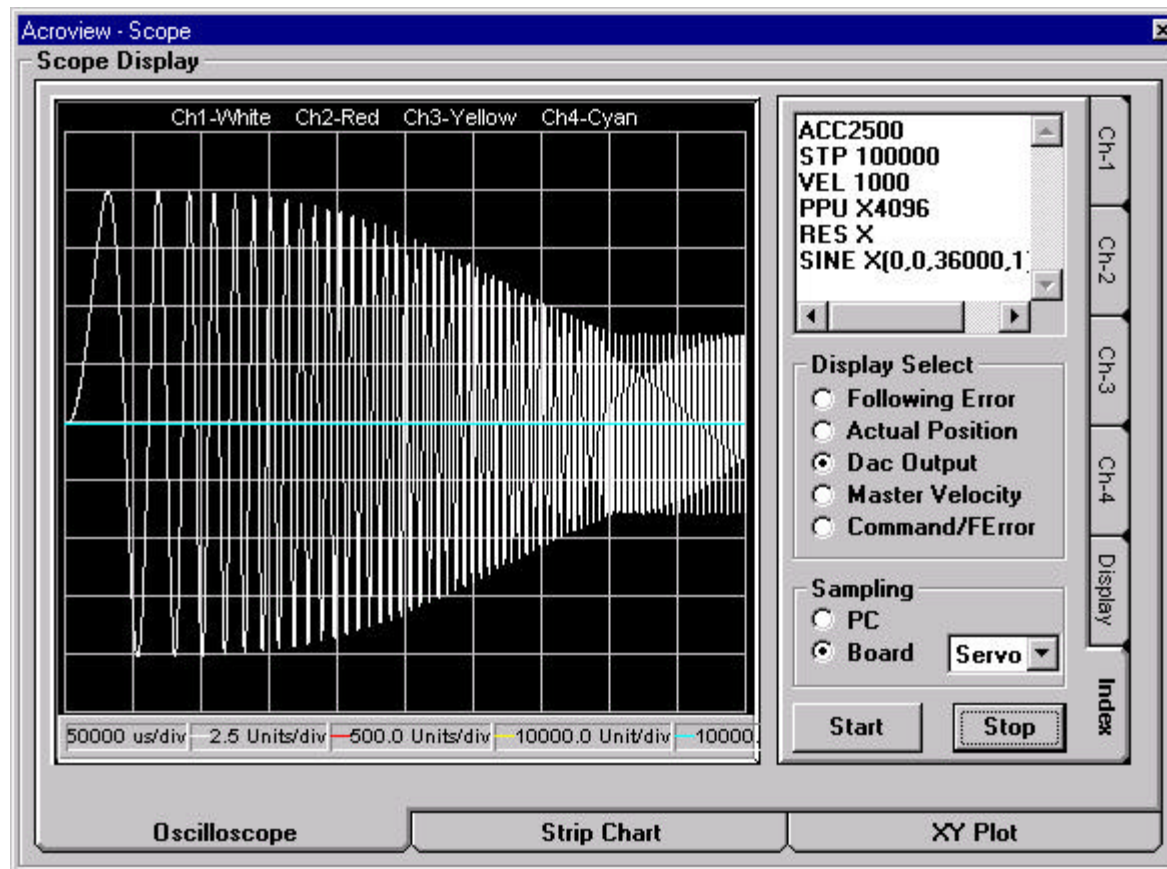 Acroview - Scope
Scope Display
Ch1-White Ch2-Red Ch3-Yellow Ch4-Cyan
50000 us/div 2.5 Units/div 500.0 Units/div 10000.0 Unit/div 10000.
ACC2500
STP 100000
VEL 1000
PPU X4096
RES X
SINE X(0,0,36000,1
Display Select
Following Error
Actual Position
Dac Output
Master Velocity
Command/FError
Sampling
PC
Board Servo
Start Stop
Ch-1
Ch-2
Ch-3
Ch-4
Display
Index
Oscilloscope Strip Chart XY Plot